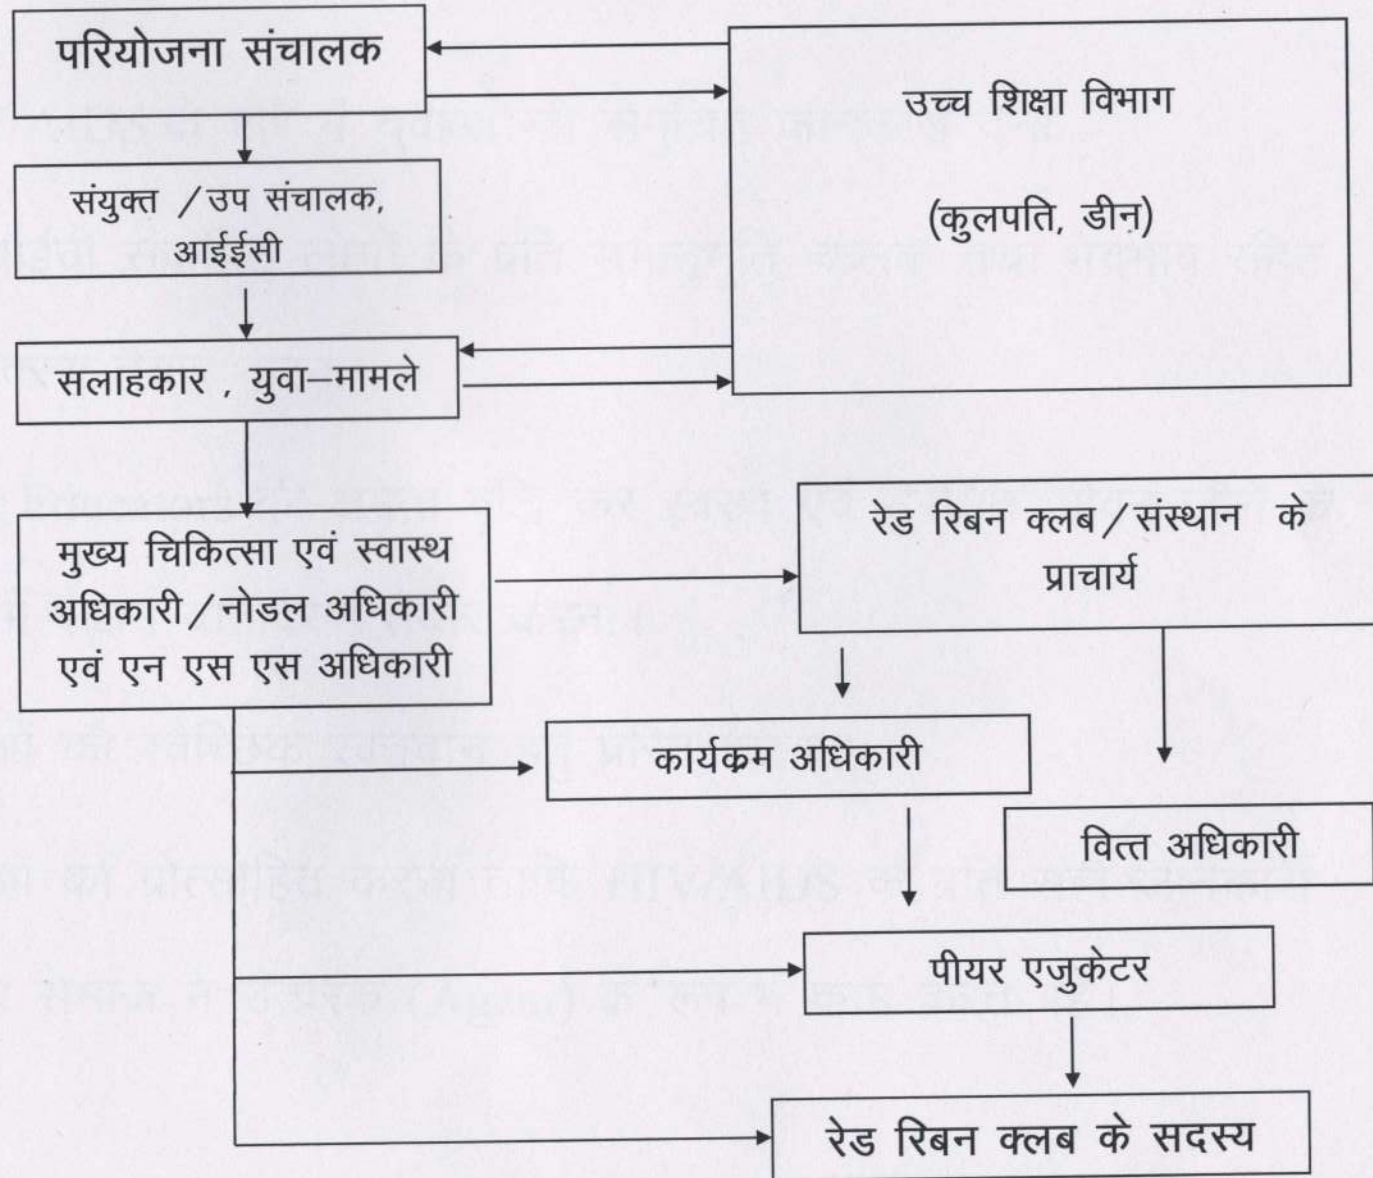 परियोजना संचालक
उच्च शिक्षा विभाग
(कुलपति, डीन)
संयुक्त / उप संचालक,
आईईसी
सलाहकार , युवा–मामले
मुख्य चिकित्सा एवं स्वास्थ
अधिकारी / नोडल अधिकारी
एवं एन एस एस अधिकारी
रेड रिबन क्लब / संस्थान के
प्राचार्य
कार्यक्रम अधिकारी
वित्त अधिकारी
पीयर एजुकेटर
रेड रिबन क्लब के सदस्य